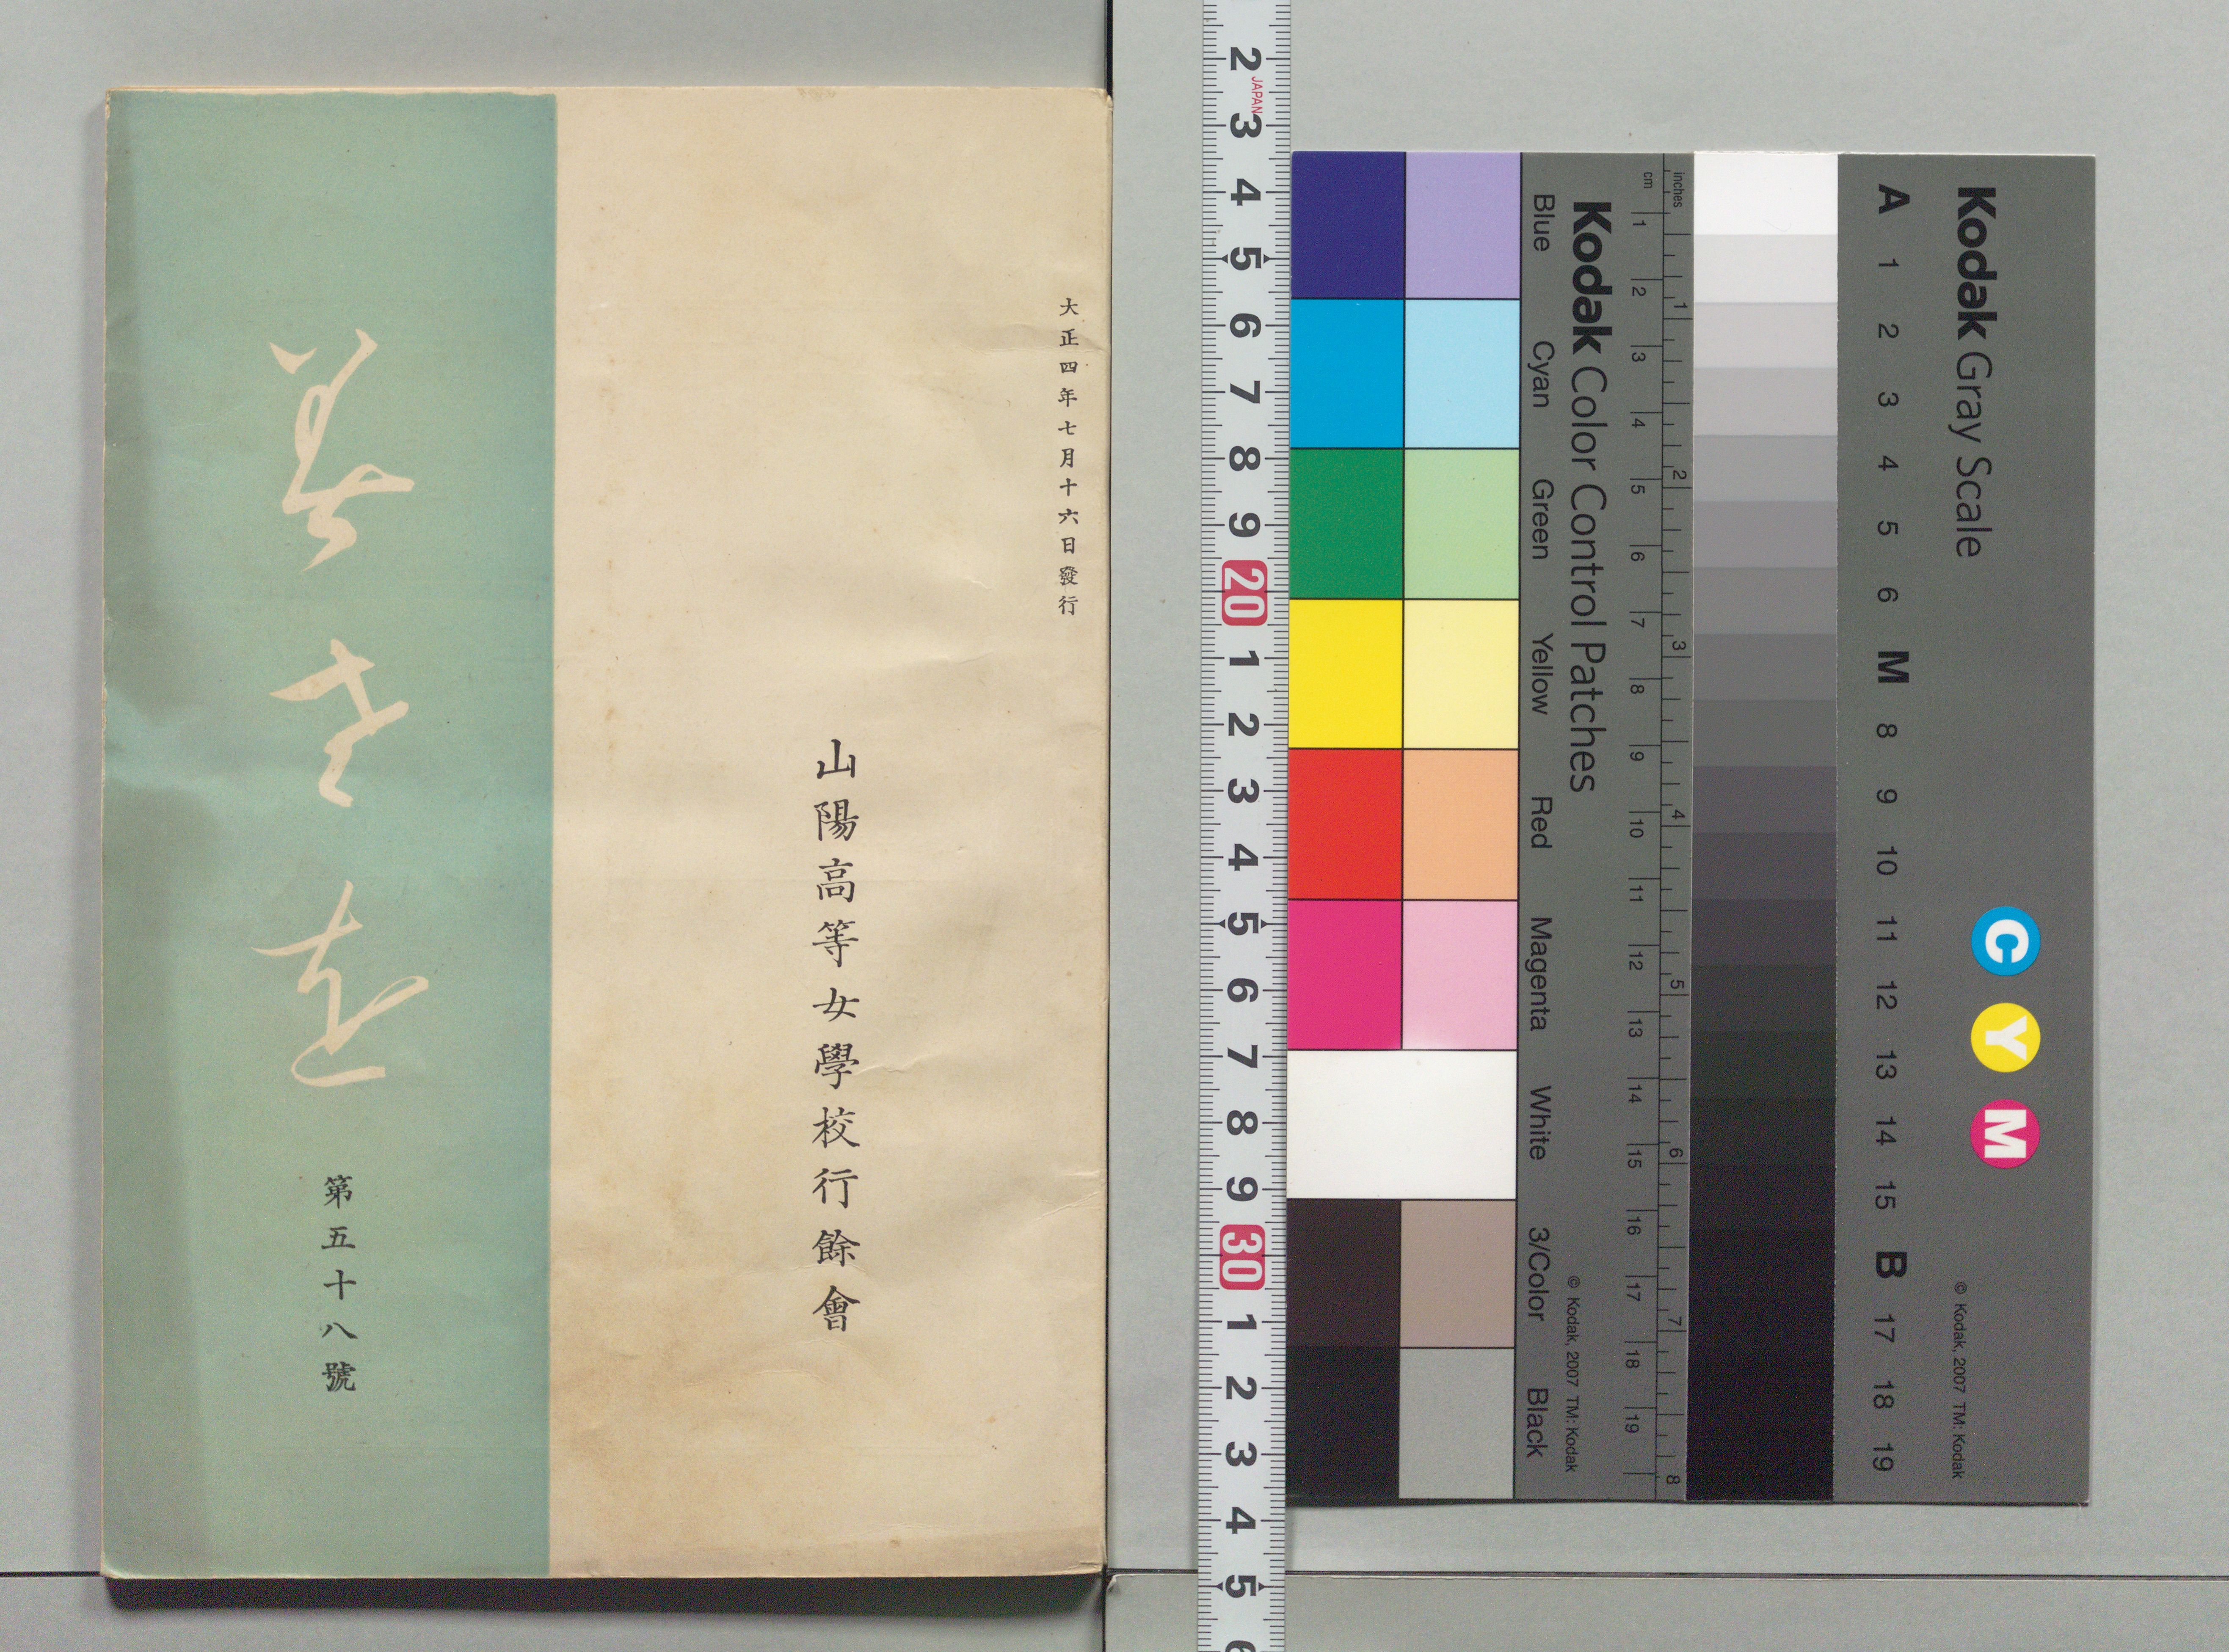 大正四年七月十六日發行
山陽高等女學校行餘會
美さを
第五十八號
2 3 4 5 6 7 8 9 20 1 2 3 4 5 6 7 8 9 30 1 2 3 4 5 6
JAPAN
Kodak Gray Scale
© Kodak, 2007 TM: Kodak
C Y M
A 1 2 3 4 5 6 M 8 9 10 11 12 13 14 15 B 17 18 19
inches 1 2 3 4 5 6 7 8
cm 1 2 3 4 5 6 7 8 9 10 11 12 13 14 15 16 17 18 19
Kodak Color Control Patches
© Kodak, 2007 TM: Kodak
Blue Cyan Green Yellow Red Magenta White 3/Color Black